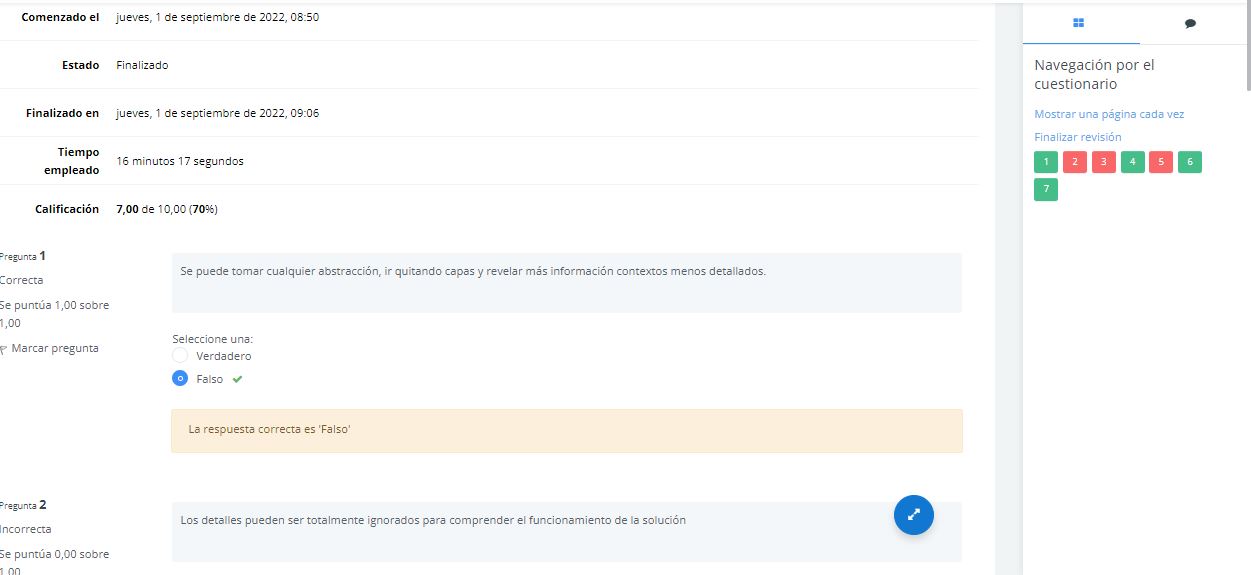 Comenzado el jueves, 1 de septiembre de 2022, 08:50
Estado Finalizado
Finalizado en jueves, 1 de septiembre de 2022, 09:06
Tiempo
empleado
16 minutos 17 segundos
Calificación 7,00 de 10,00 (70%)
Pregunta 1
Correcta
Se puntúa 1,00 sobre
1,00
Marcar pregunta
Se puede tomar cualquier abstracción, ir quitando capas y revelar más información contextos menos detallados.
Seleccione una:
Verdadero
Falso
La respuesta correcta es 'Falso'
Pregunta 2
Incorrecta
Se puntúa 0,00 sobre
1,00
Los detalles pueden ser totalmente ignorados para comprender el funcionamiento de la solución
Navegación por el
cuestionario
Mostrar una página cada vez
Finalizar revisión
1 2 3 4 5 6
7